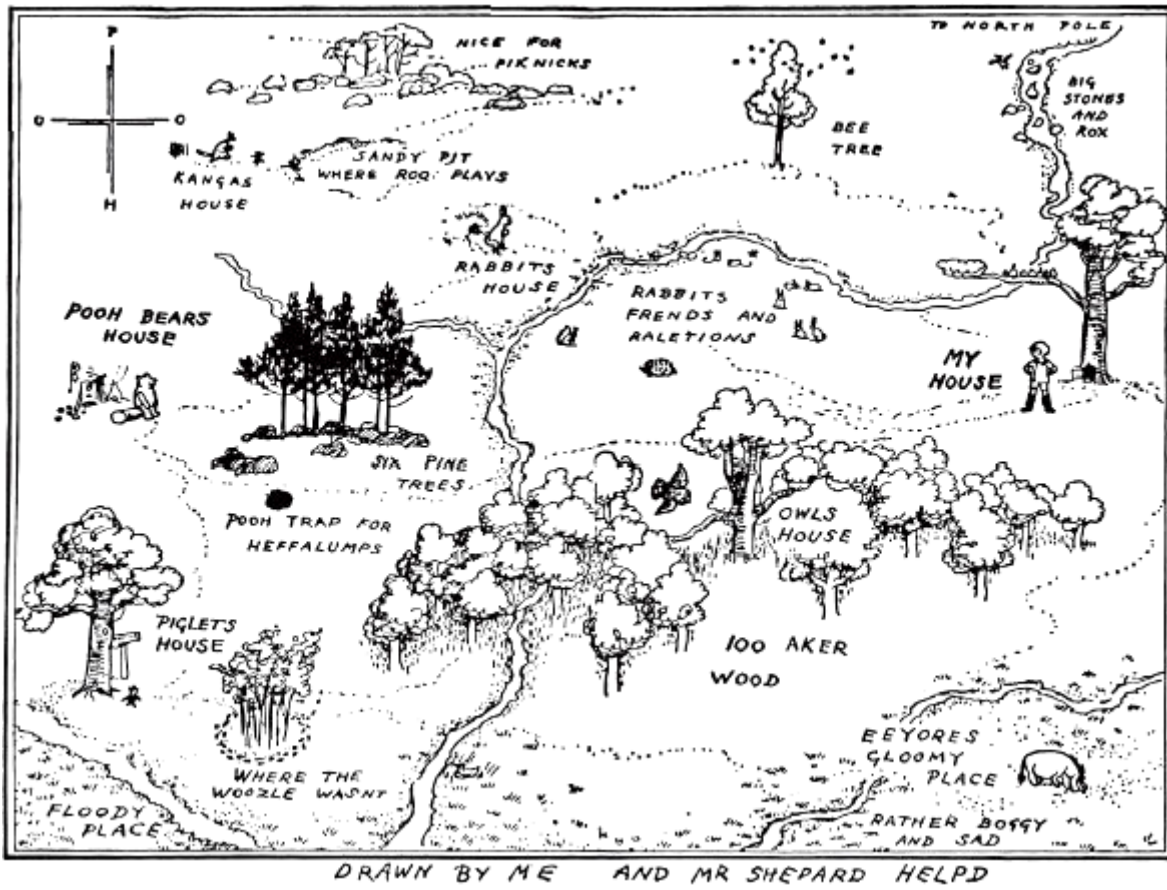 P
O O
H
NICE FOR
PIKNICKS
TO NORTH POLE
BIG
STONES
AND
ROX
BEE
TREE
SANDY PIT
WHERE ROO PLAYS
KANGAS
HOUSE
RABBITS
HOUSE
RABBITS
FRENDS AND
RALETIONS
POOH BEARS
HOUSE
MY
HOUSE
SIX PINE
TREES
POOH TRAP FOR
HEFFALUMPS
OWLS
HOUSE
PIGLETS
HOUSE
100 AKER
WOOD
WHERE THE
WOOZLE WASNT
FLOODY
PLACE
EEYORES
GLOOMY
PLACE
RATHER BOGGY
AND SAD
DRAWN BY ME AND MR SHEPARD HELPD